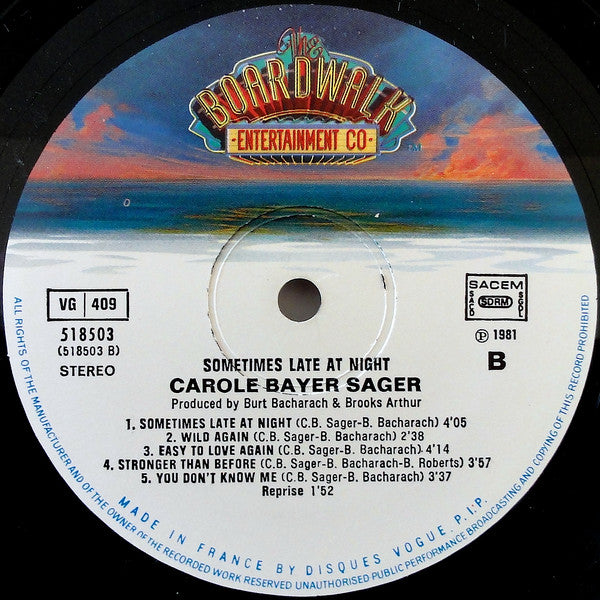 The
BOARDWALK
·ENTERTAINMENT CO·
TM
VG | 409
518503
(518503 B)
STEREO
SACEM
SACD
SDRM
SGDL
℗ 1981
B
SOMETIMES LATE AT NIGHT
CAROLE BAYER SAGER
Produced by Burt Bacharach & Brooks Arthur
1. SOMETIMES LATE AT NIGHT (C.B. Sager-B. Bacharach) 4'05
2. WILD AGAIN (C.B. Sager-B. Bacharach) 2'38
3. EASY TO LOVE AGAIN (C.B. Sager-B. Bacharach) 4'14
4. STRONGER THAN BEFORE (C.B. Sager-B. Bacharach-B. Roberts) 3'57
5. YOU DON'T KNOW ME (C.B. Sager-B. Bacharach) 3'37
Reprise 1'52
ALL RIGHTS OF THE MANUFACTURER AND OF THE OWNER OF THE RECORDED WORK RESERVED UNAUTHORISED PUBLIC PERFORMANCE BROADCASTING AND COPYING OF THIS RECORD PROHIBITED
MADE IN FRANCE BY DISQUES VOGUE P.I.P.